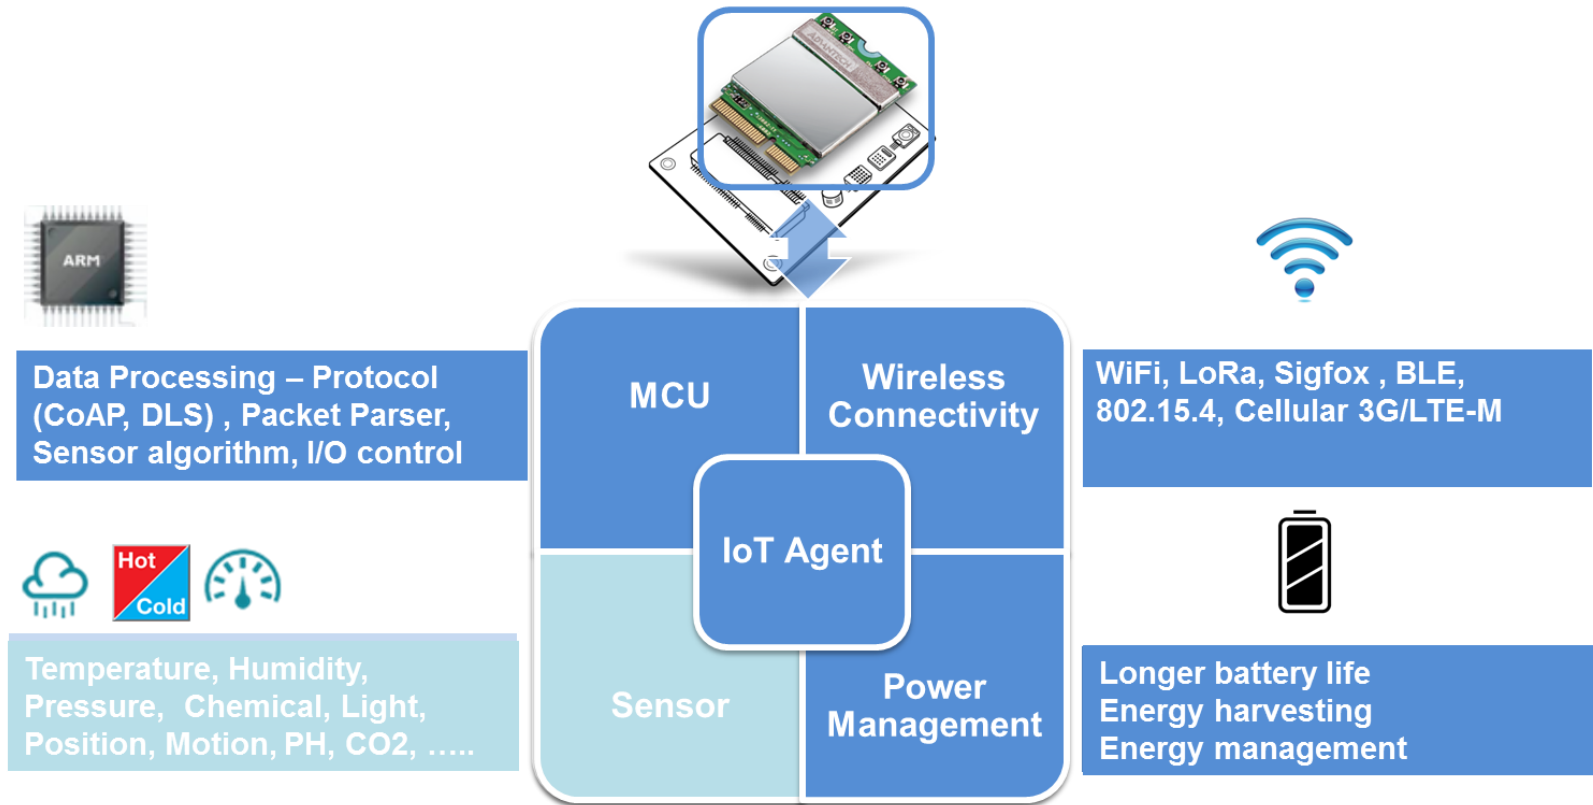 ADVANTECH
ARM
Data Processing – Protocol
(CoAP, DLS) , Packet Parser,
Sensor algorithm, I/O control
MCU
Wireless
Connectivity
WiFi, LoRa, Sigfox , BLE,
802.15.4, Cellular 3G/LTE-M
IoT Agent
Hot
Cold
Temperature, Humidity,
Pressure, Chemical, Light,
Position, Motion, PH, CO2, …..
Sensor
Power
Management
Longer battery life
Energy harvesting
Energy management